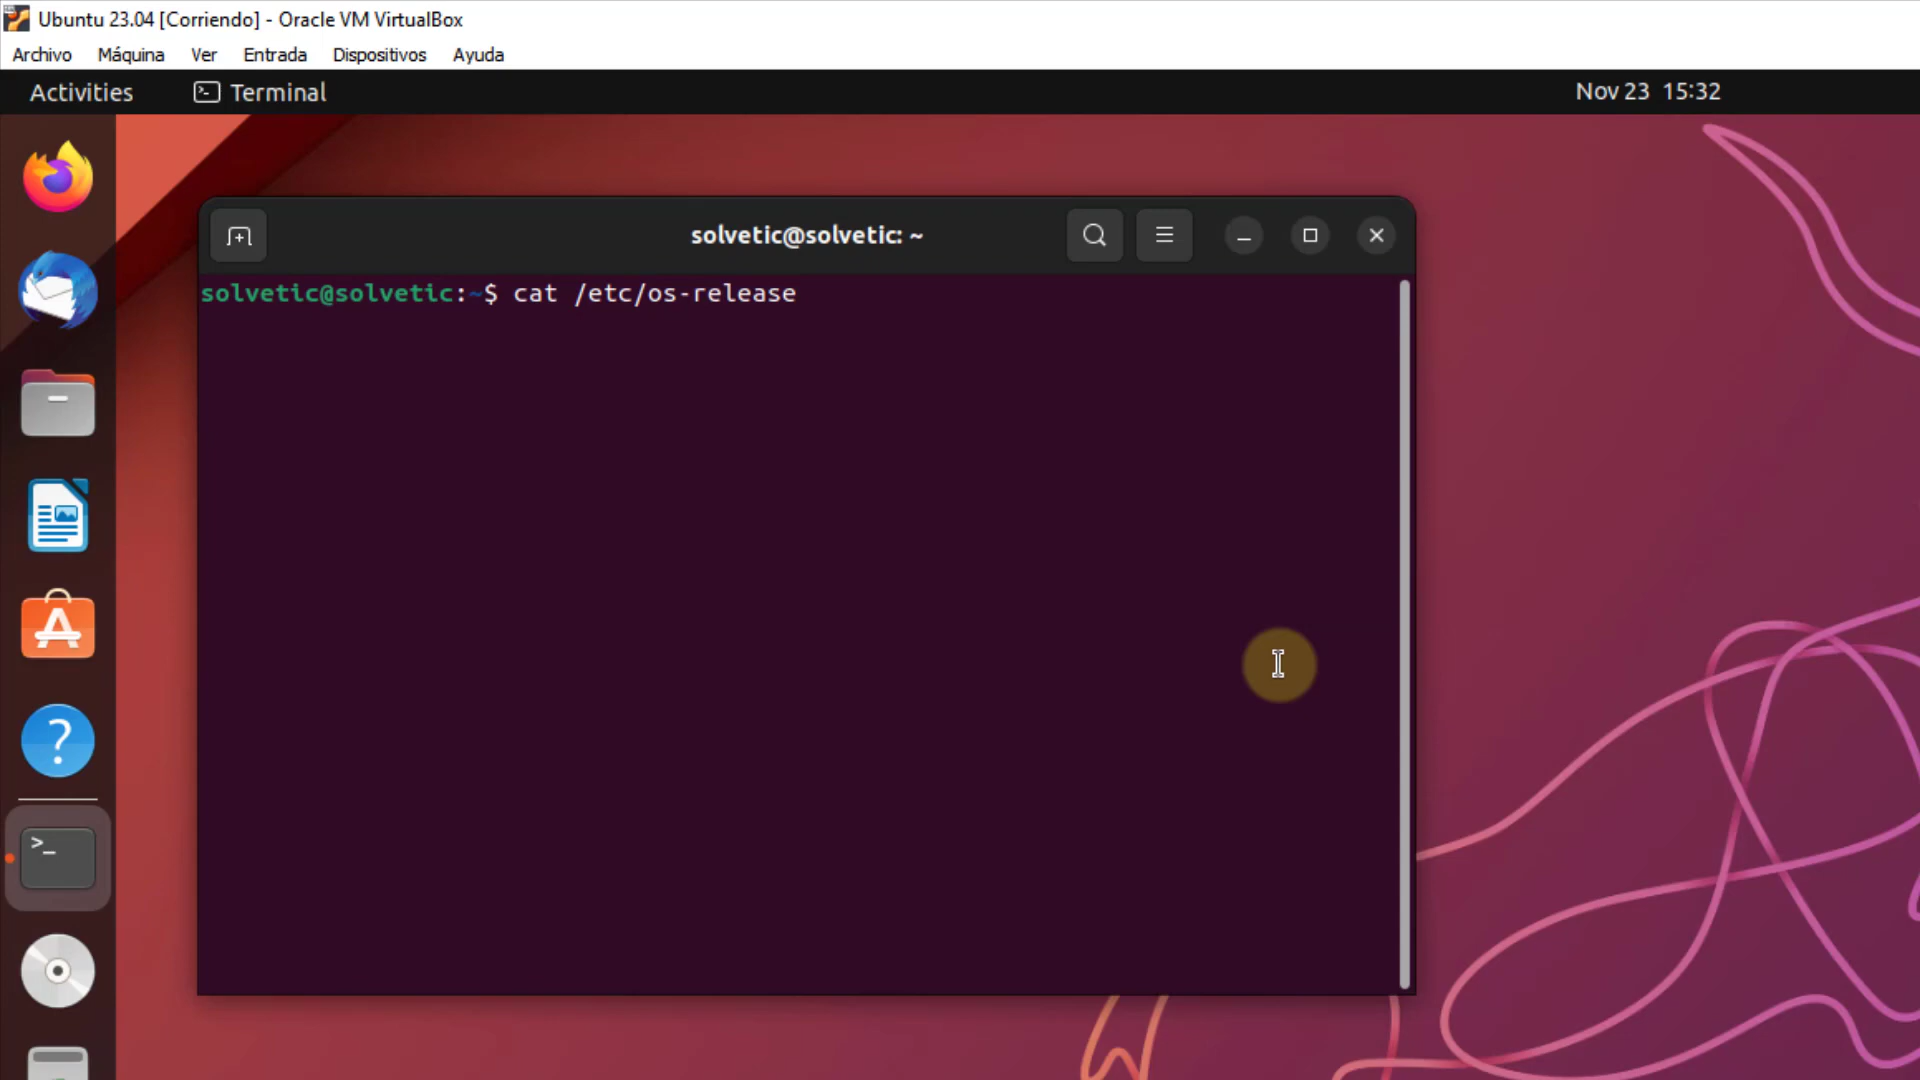 Ubuntu 23.04 [Corriendo] - Oracle VM VirtualBox
Archivo Máquina Ver Entrada Dispositivos Ayuda
Activities Terminal Nov 23 15:32
solvetic@solvetic: ~
solvetic@solvetic:~$ cat /etc/os-release